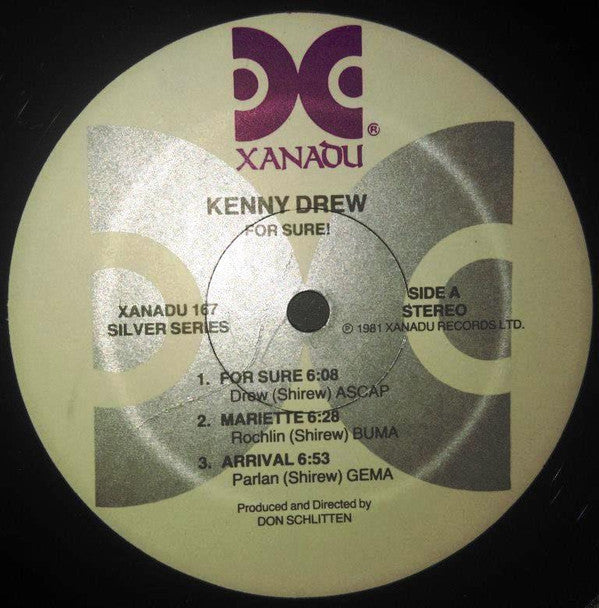 ®
XANADU
KENNY DREW
FOR SURE!
XANADU 167
SILVER SERIES
SIDE A
STEREO
℗ 1981 XANADU RECORDS LTD.
1. FOR SURE 6:08
Drew (Shirew) ASCAP
2. MARIETTE 6:28
Rochlin (Shirew) BUMA
3. ARRIVAL 6:53
Parlan (Shirew) GEMA
Produced and Directed by
DON SCHLITTEN